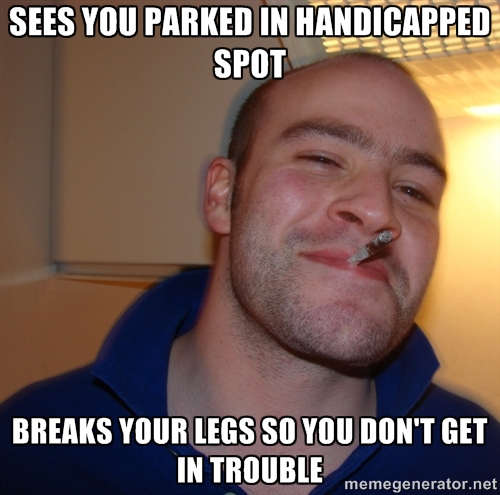 SEES YOU PARKED IN HANDICAPPED
SPOT
BREAKS YOUR LEGS SO YOU DON'T GET
IN TROUBLE
memegenerator.net